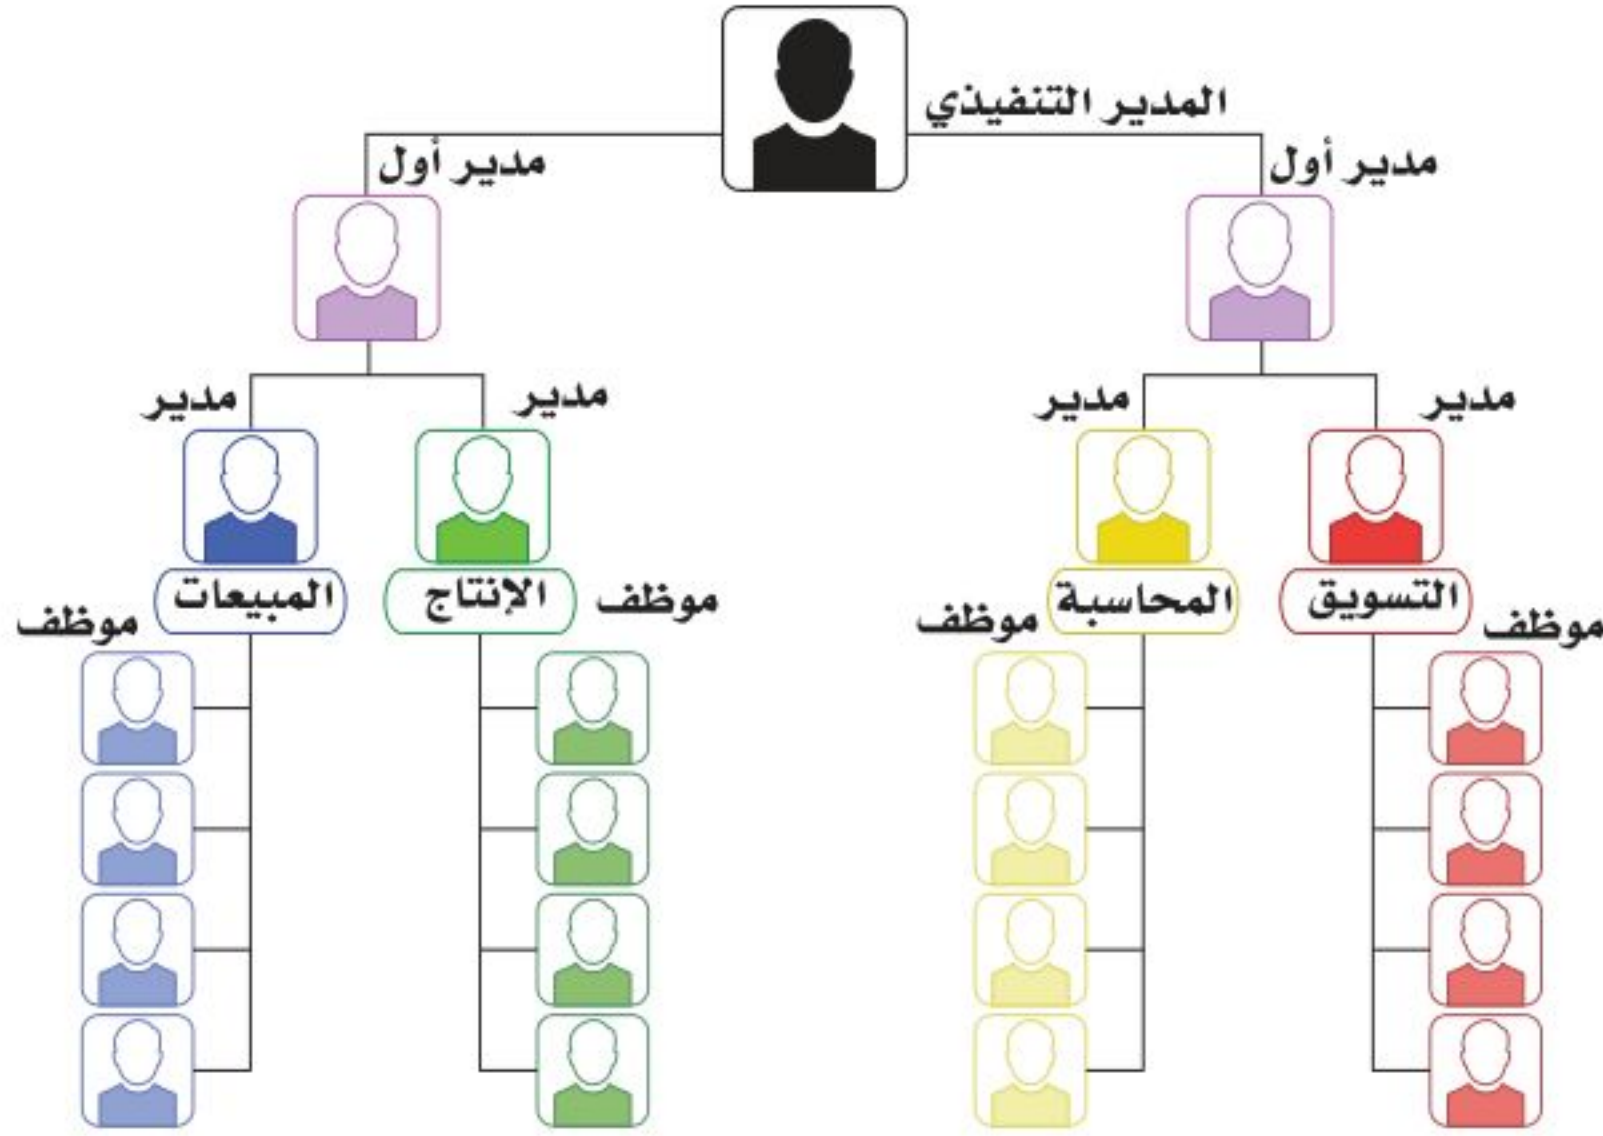 المدير التنفيذي
مدير أول
مدير أول
مدير
مدير
مدير
مدير
التسويق
المحاسبة
الإنتاج
المبيعات
موظف
موظف
موظف
موظف